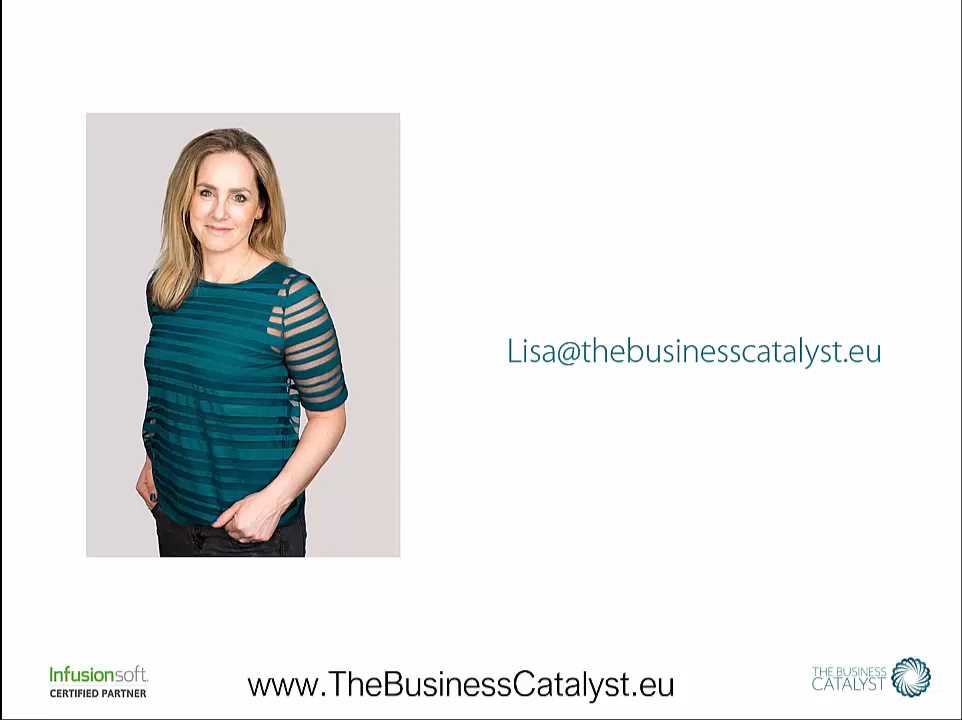 Lisa@thebusinesscatalyst.eu
Infusionsoft.
CERTIFIED PARTNER
www.TheBusinessCatalyst.eu
THE BUSINESS
CATALYST